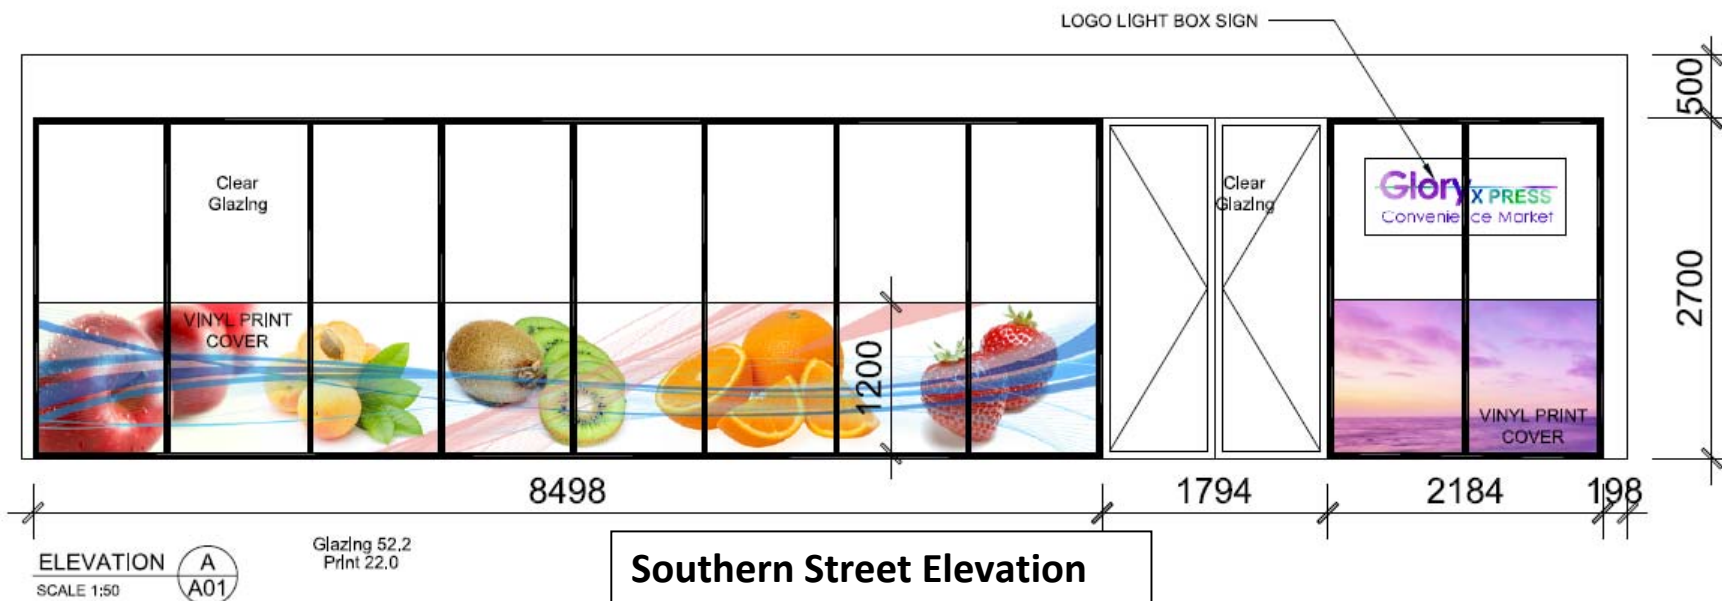 LOGO LIGHT BOX SIGN
500
Clear
Glazing
Clear
Glazing
Glory X PRESS
Convenience Market
2700
VINYL PRINT
COVER
1200
VINYL PRINT
COVER
8498
1794
2184
198
ELEVATION A
SCALE 1:50 A01
Glazing 52.2
Print 22.0
Southern Street Elevation